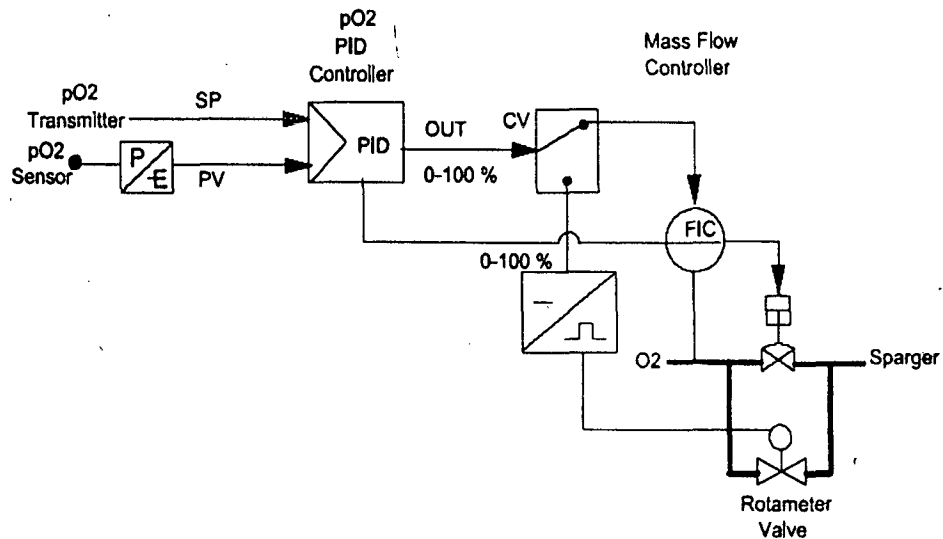 pO2
PID
Controller
Mass Flow
Controller
pO2
Transmitter
SP
pO2
Sensor
P
E
PV
PID
OUT
0-100 %
CV
FIC
0-100 %
O2
Sparger
Rotameter
Valve